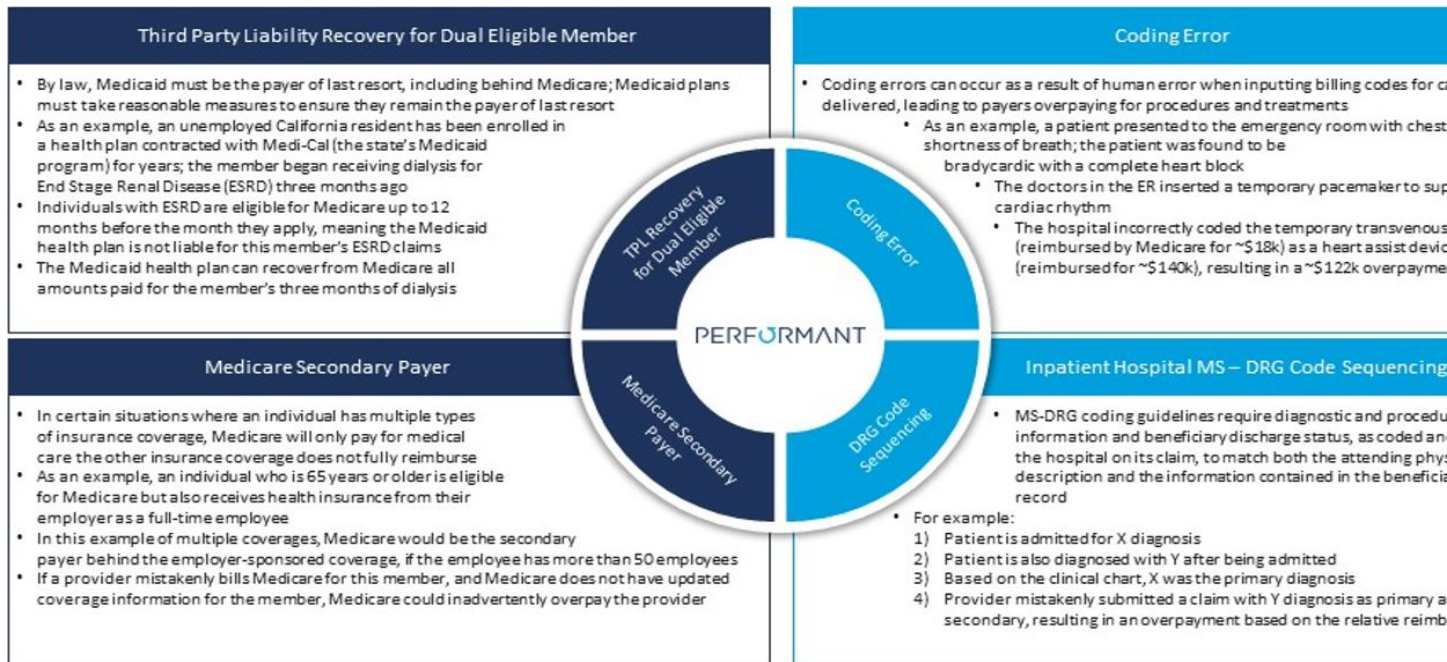 Third Party Liability Recovery for Dual Eligible Member
• By law, Medicaid must be the payer of last resort, including behind Medicare; Medicaid plans
must take reasonable measures to ensure they remain the payer of last resort
• As an example, an unemployed California resident has been enrolled in
a health plan contracted with Medi-Cal (the state's Medicaid
program) for years; the member began receiving dialysis for
End Stage Renal Disease (ESRD) three months ago
• Individuals with ESRD are eligible for Medicare up to 12
months before the month they apply, meaning the Medicaid
health plan is not liable for this member's ESRD claims
• The Medicaid health plan can recover from Medicare all
amounts paid for the member's three months of dialysis
Coding Error
• Coding errors can occur as a result of human error when inputting billing codes for
delivered, leading to payers overpaying for procedures and treatments
• As an example, a patient presented to the emergency room with chest
shortness of breath; the patient was found to be
bradycardic with a complete heart block
• The doctors in the ER inserted a temporary pacemaker to
cardiac rhythm
• The hospital incorrectly coded the temporary transvenous
(reimbursed by Medicare for ~$18k) as a heart assist
(reimbursed for ~$140k), resulting in a ~$122k
TPL Recovery
for Dual Eligible
Member
Coding Error
PERFORMANT
Medicare Secondary
Payer
DRG Code
Sequencing
Medicare Secondary Payer
• In certain situations where an individual has multiple types
of insurance coverage, Medicare will only pay for medical
care the other insurance coverage does not fully reimburse
• As an example, an individual who is 65 years or older is eligible
for Medicare but also receives health insurance from their
employer as a full-time employee
• In this example of multiple coverages, Medicare would be the secondary
payer behind the employer-sponsored coverage, if the employee has more than 50 employees
• If a provider mistakenly bills Medicare for this member, and Medicare does not have updated
coverage information for the member, Medicare could inadvertently overpay the provider
Inpatient Hospital MS – DRG Code Sequencing
• MS-DRG coding guidelines require diagnostic and
information and beneficiary discharge status, as coded and
the hospital on its claim, to match both the attending
description and the information contained in the
record
• For example:
1) Patient is admitted for X diagnosis
2) Patient is also diagnosed with Y after being admitted
3) Based on the clinical chart, X was the primary diagnosis
4) Provider mistakenly submitted a claim with Y diagnosis as primary
secondary, resulting in an overpayment based on the relative